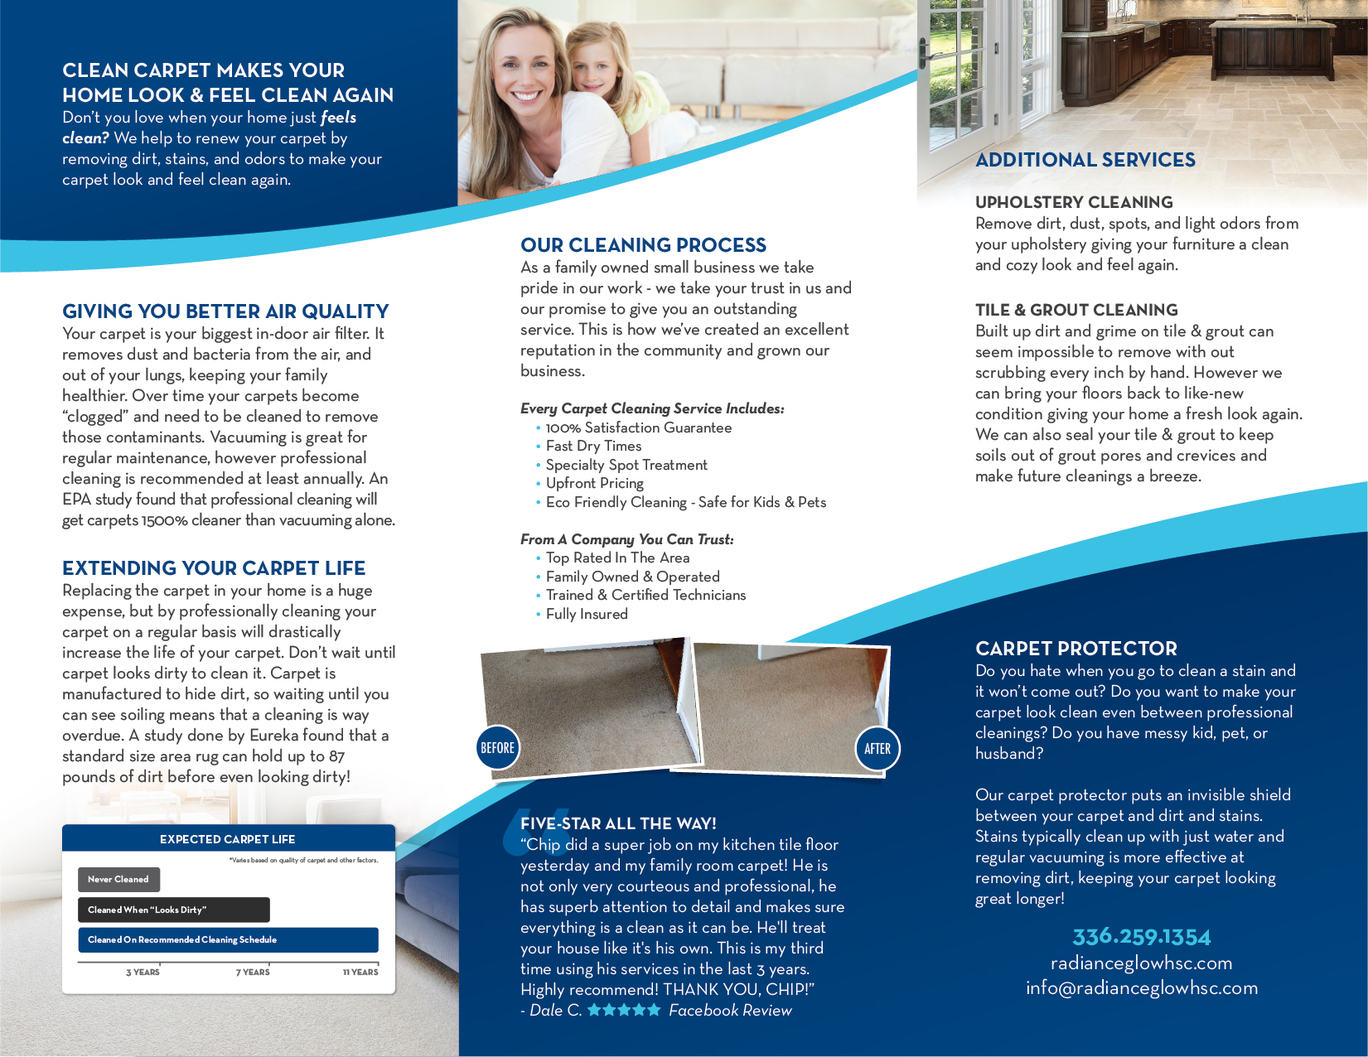 CLEAN CARPET MAKES YOUR
HOME LOOK & FEEL CLEAN AGAIN
Don't you love when your home just feels
clean? We help to renew your carpet by
removing dirt, stains, and odors to make your
carpet look and feel clean again.
GIVING YOU BETTER AIR QUALITY
Your carpet is your biggest in-door air filter. It
removes dust and bacteria from the air, and
out of your lungs, keeping your family
healthier. Over time your carpets become
“clogged” and need to be cleaned to remove
those contaminants. Vacuuming is great for
regular maintenance, however professional
cleaning is recommended at least annually. An
EPA study found that professional cleaning will
get carpets 1500% cleaner than vacuuming alone.
EXTENDING YOUR CARPET LIFE
Replacing the carpet in your home is a huge
expense, but by professionally cleaning your
carpet on a regular basis will drastically
increase the life of your carpet. Don't wait until
carpet looks dirty to clean it. Carpet is
manufactured to hide dirt, so waiting until you
can see soiling means that a cleaning is way
overdue. A study done by Eureka found that a
standard size area rug can hold up to 87
pounds of dirt before even looking dirty!
EXPECTED CARPET LIFE
*Varies based on quality of carpet and other factors.
Never Cleaned
Cleaned When “Looks Dirty”
Cleaned On Recommended Cleaning Schedule
3 YEARS 7 YEARS 11 YEARS
OUR CLEANING PROCESS
As a family owned small business we take
pride in our work - we take your trust in us and
our promise to give you an outstanding
service. This is how we've created an excellent
reputation in the community and grown our
business.
Every Carpet Cleaning Service Includes:
• 100% Satisfaction Guarantee
• Fast Dry Times
• Specialty Spot Treatment
• Upfront Pricing
• Eco Friendly Cleaning - Safe for Kids & Pets
From A Company You Can Trust:
• Top Rated In The Area
• Family Owned & Operated
• Trained & Certified Technicians
• Fully Insured
BEFORE
AFTER
FIVE-STAR ALL THE WAY!
“Chip did a super job on my kitchen tile floor
yesterday and my family room carpet! He is
not only very courteous and professional, he
has superb attention to detail and makes sure
everything is a clean as it can be. He'll treat
your house like it's his own. This is my third
time using his services in the last 3 years.
Highly recommend! THANK YOU, CHIP!”
- Dale C. ★★★★★ Facebook Review
ADDITIONAL SERVICES
UPHOLSTERY CLEANING
Remove dirt, dust, spots, and light odors from
your upholstery giving your furniture a clean
and cozy look and feel again.
TILE & GROUT CLEANING
Built up dirt and grime on tile & grout can
seem impossible to remove with out
scrubbing every inch by hand. However we
can bring your floors back to like-new
condition giving your home a fresh look again.
We can also seal your tile & grout to keep
soils out of grout pores and crevices and
make future cleanings a breeze.
CARPET PROTECTOR
Do you hate when you go to clean a stain and
it won't come out? Do you want to make your
carpet look clean even between professional
cleanings? Do you have messy kid, pet, or
husband?
Our carpet protector puts an invisible shield
between your carpet and dirt and stains.
Stains typically clean up with just water and
regular vacuuming is more effective at
removing dirt, keeping your carpet looking
great longer!
336.259.1354
radianceglowhsc.com
info@radianceglowhsc.com